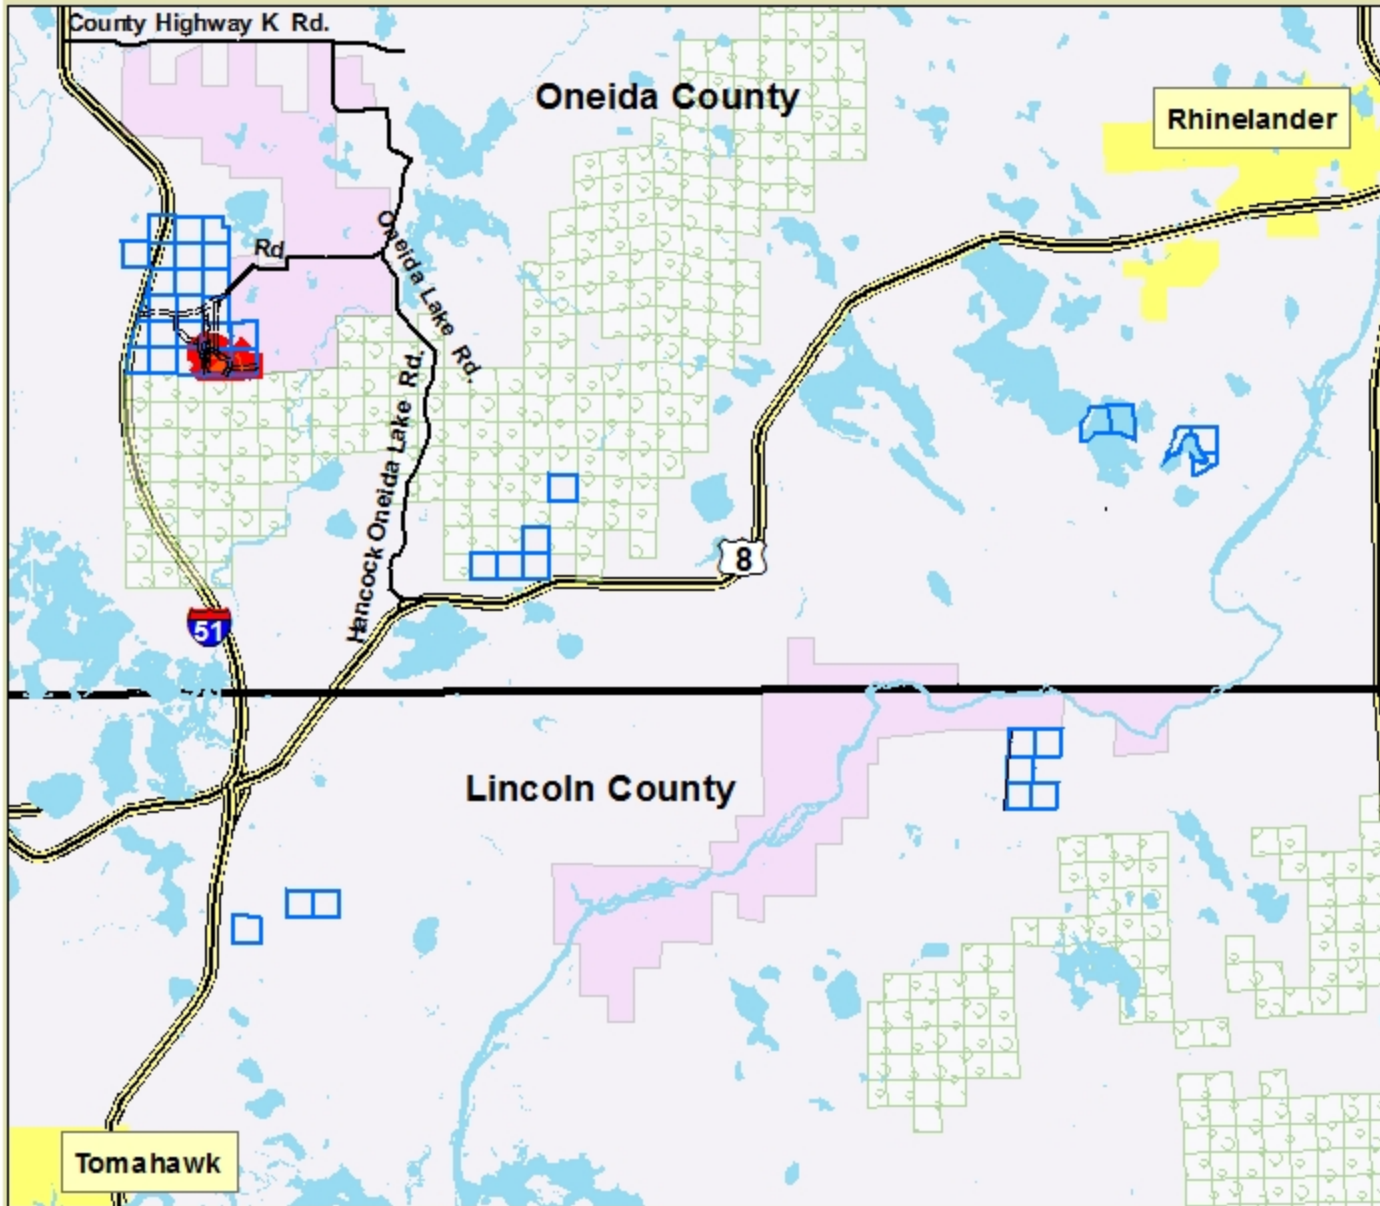 County Highway K Rd.
Oneida County
Rhinelander
Rd
Oneida Lake Rd.
Hancock Oneida Lake Rd.
8
51
Lincoln County
Tomahawk